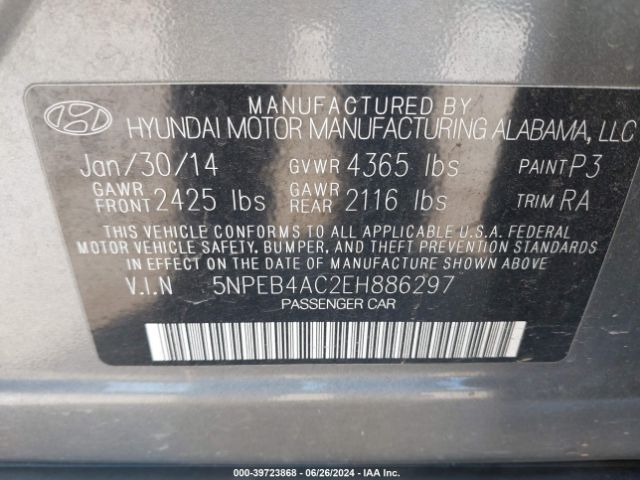 MANUFACTURED BY
HYUNDAI MOTOR MANUFACTURING ALABAMA, LLC
Jan/30/14 GVWR 4365 lbs PAINT P3
GAWR FRONT 2425 lbs GAWR REAR 2116 lbs TRIM RA
THIS VEHICLE CONFORMS TO ALL APPLICABLE U.S.A. FEDERAL
MOTOR VEHICLE SAFETY, BUMPER, AND THEFT PREVENTION STANDARDS
IN EFFECT ON THE DATE OF MANUFACTURE SHOWN ABOVE.
V.I.N 5NPEB4AC2EH886297
PASSENGER CAR
000-39723868 - 06/26/2024 - IAA Inc.